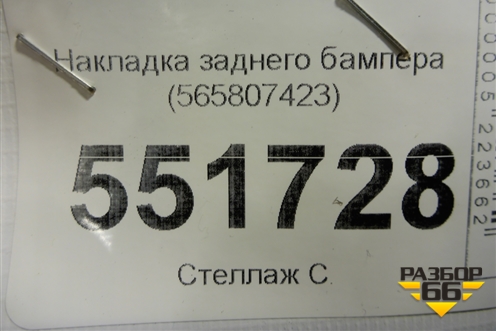 Накладка заднего бампера
(565807423)
551728
Стеллаж С.
РАЗБОР
66